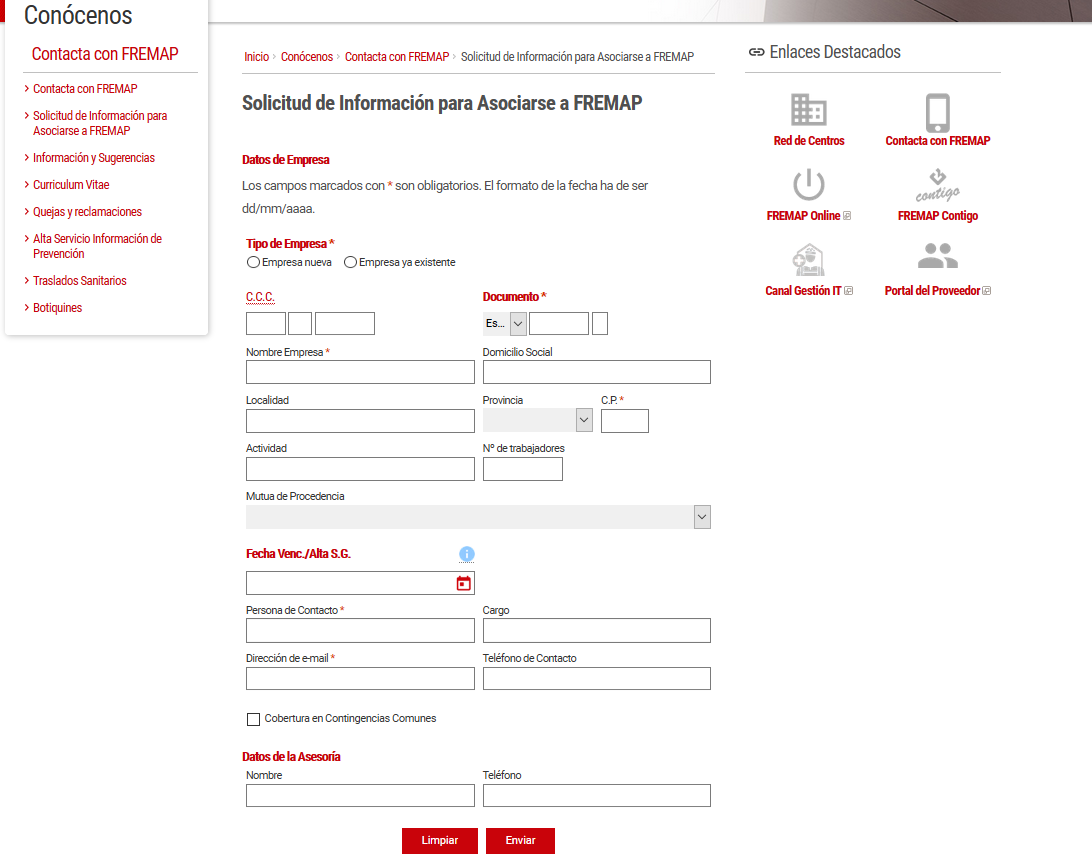 Conócenos
Contacta con FREMAP
Contacta con FREMAP
Solicitud de Información para
Asociarse a FREMAP
Información y Sugerencias
Curriculum Vitae
Quejas y reclamaciones
Alta Servicio Información de
Prevención
Traslados Sanitarios
Botiquines
Inicio › Conócenos › Contacta con FREMAP › Solicitud de Información para Asociarse a FREMAP
Solicitud de Información para Asociarse a FREMAP
Datos de Empresa
Los campos marcados con * son obligatorios. El formato de la fecha ha de ser
dd/mm/aaaa.
Tipo de Empresa *
Empresa nueva Empresa ya existente
C.C.C. Documento *
Es...
Nombre Empresa * Domicilio Social
Localidad Provincia C.P. *
Actividad Nº de trabajadores
Mutua de Procedencia
Fecha Venc./Alta S.G.
Persona de Contacto * Cargo
Dirección de e-mail * Teléfono de Contacto
Cobertura en Contingencias Comunes
Datos de la Asesoría
Nombre Teléfono
Limpiar Enviar
Enlaces Destacados
Red de Centros Contacta con FREMAP
contigo
FREMAP Online FREMAP Contigo
Canal Gestión IT Portal del Proveedor